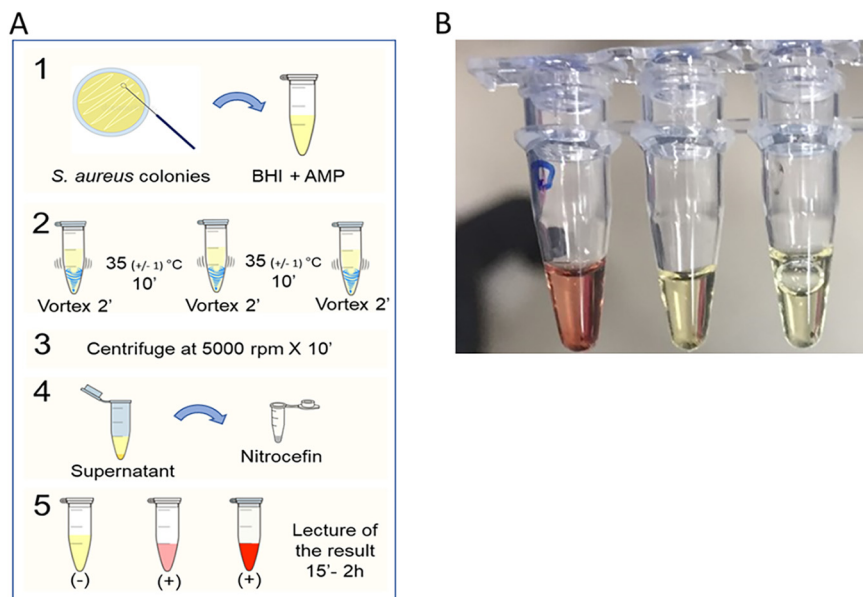 A
B
1
S. aureus colonies
BHI + AMP
2
35 (+/- 1) °C
10’
35 (+/- 1) °C
10’
Vortex 2’
Vortex 2’
Vortex 2’
3
Centrifuge at 5000 rpm X 10’
4
Supernatant
Nitrocefin
5
Lecture of
the result
15’- 2h
(-)
(+)
(+)